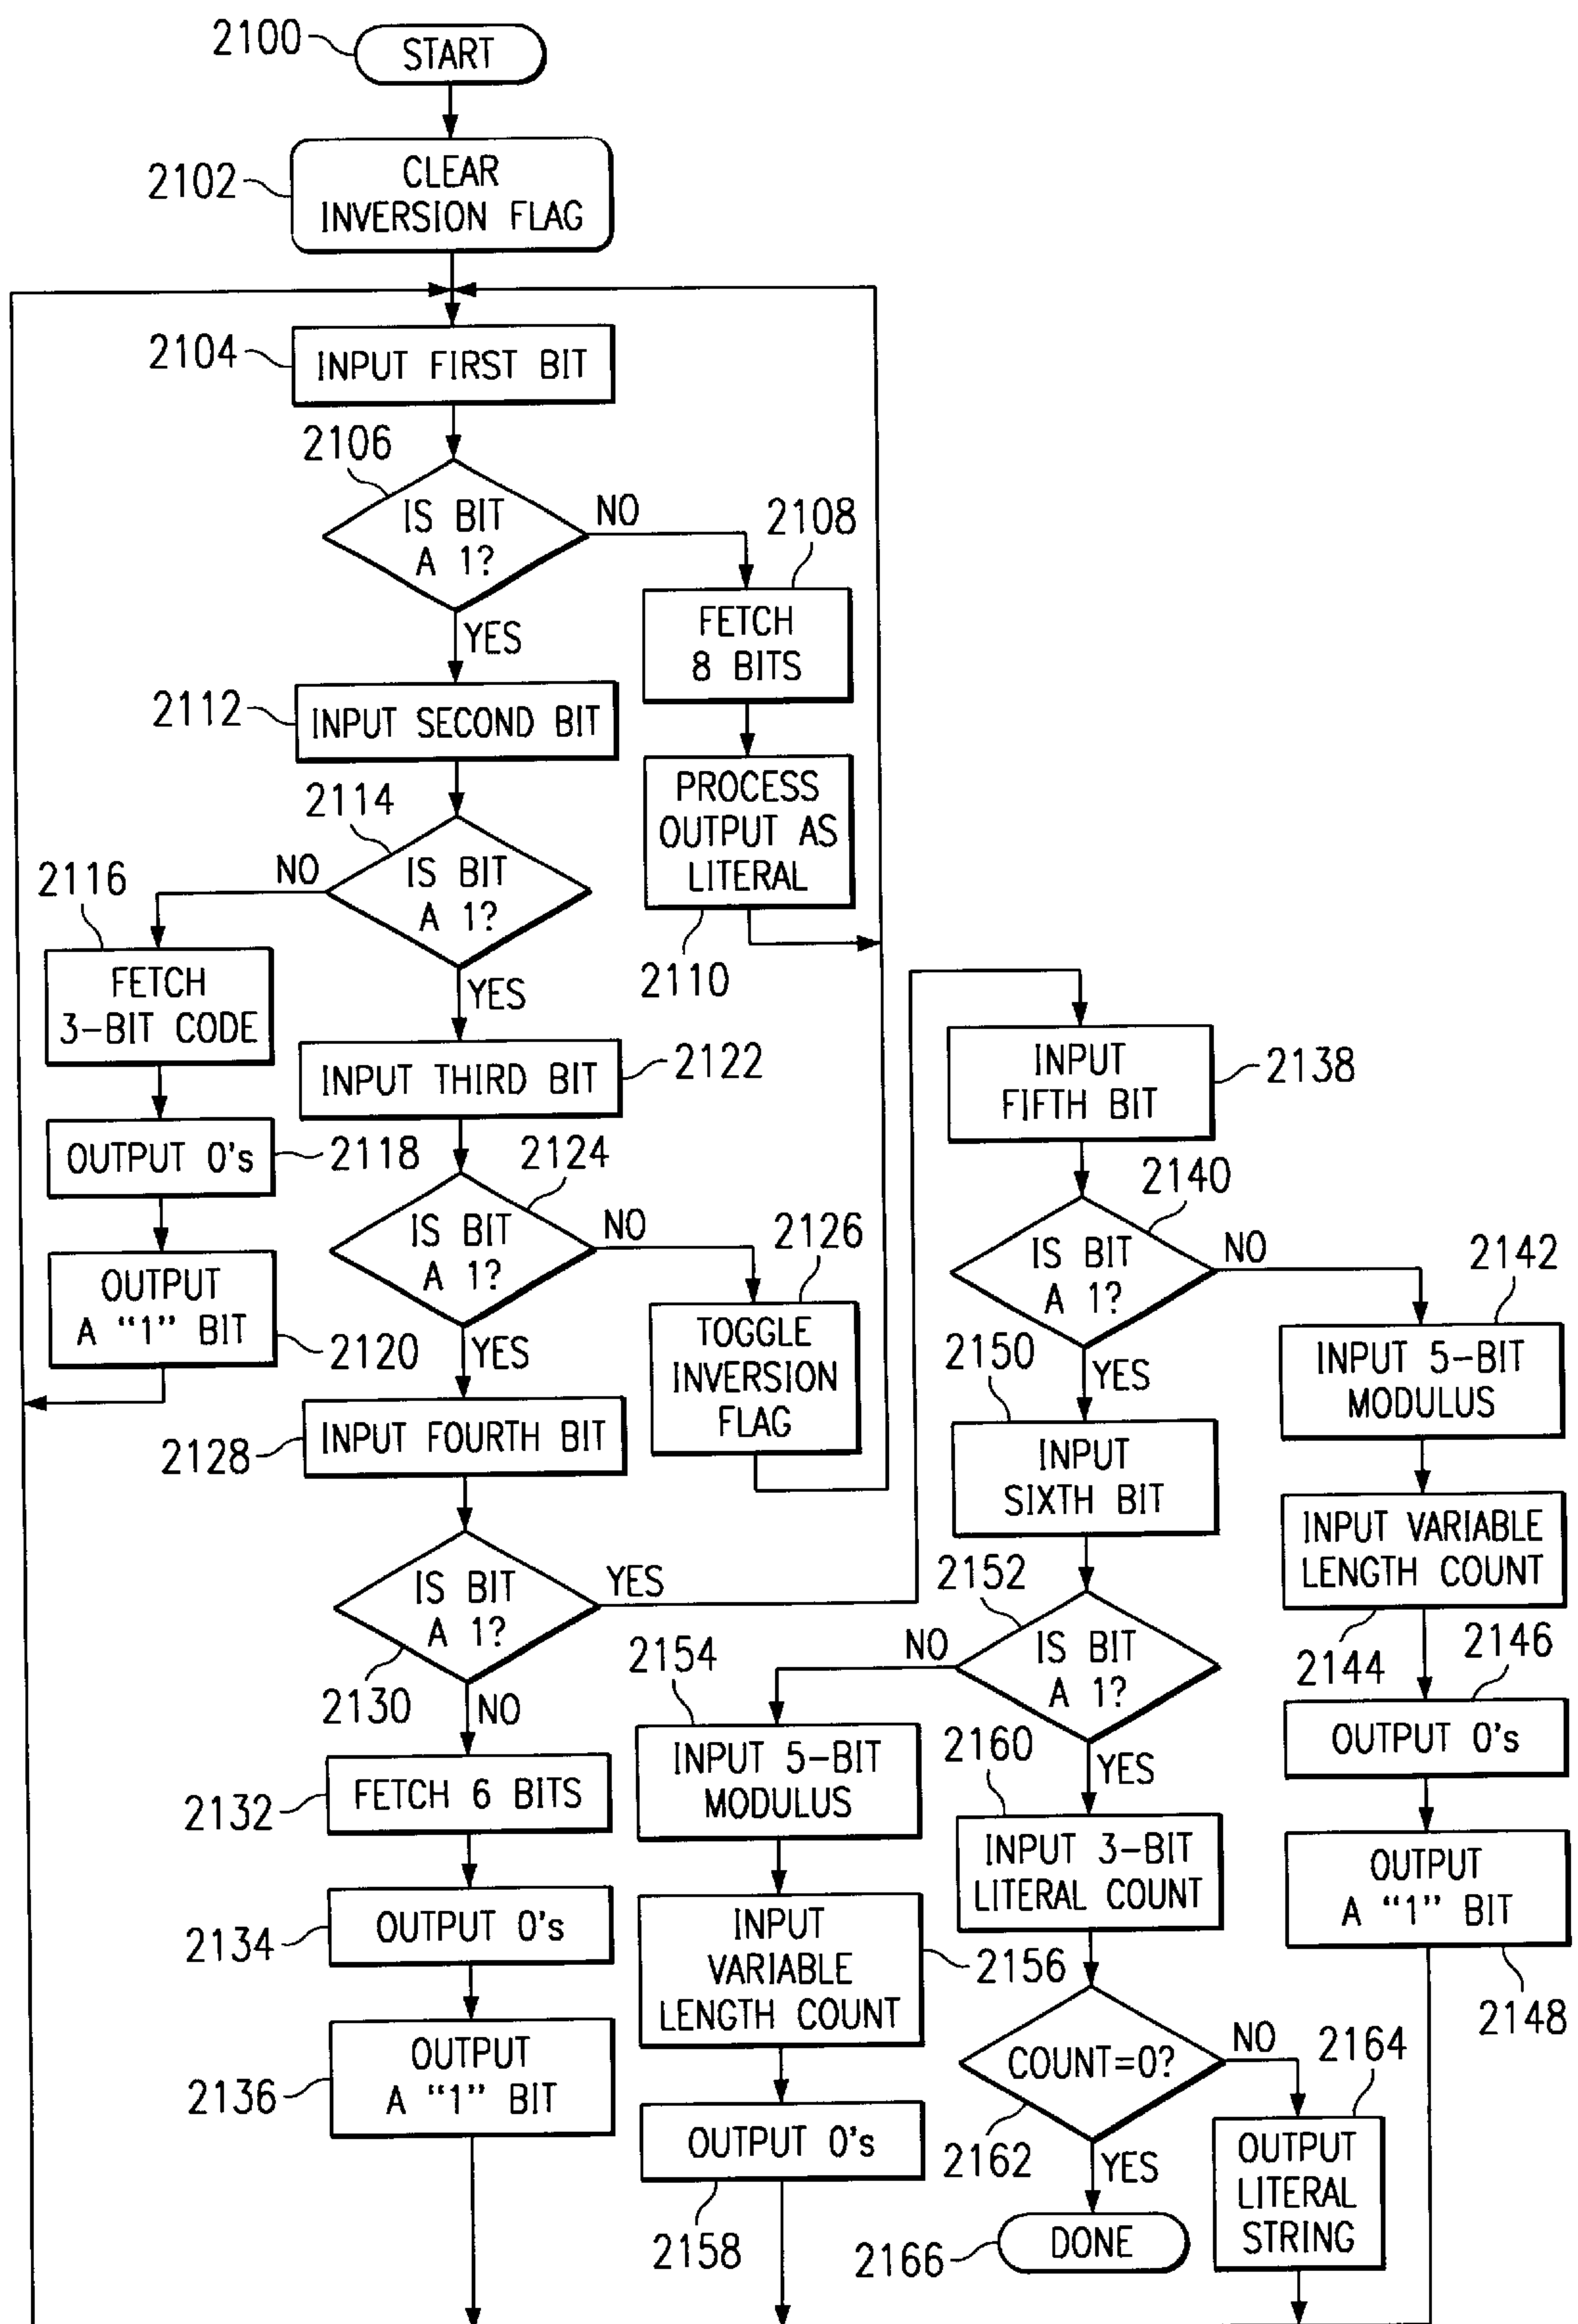 2100
START
2102
CLEAR
INVERSION FLAG
2104
INPUT FIRST BIT
2106
IS BIT
A 1?
NO
2108
FETCH
8 BITS
YES
2112
INPUT SECOND BIT
PROCESS
OUTPUT AS
LITERAL
2110
2114
IS BIT
A 1?
NO
2116
FETCH
3-BIT CODE
YES
OUTPUT 0's
2118
OUTPUT
A "1" BIT
2120
INPUT THIRD BIT
2122
2124
IS BIT
A 1?
NO
2126
TOGGLE
INVERSION
FLAG
YES
2128
INPUT FOURTH BIT
IS BIT
A 1?
YES
2130
NO
2132
FETCH 6 BITS
2134
OUTPUT 0's
2136
OUTPUT
A "1" BIT
INPUT
FIFTH BIT
2138
2140
IS BIT
A 1?
NO
2142
INPUT 5-BIT
MODULUS
2150
YES
INPUT
SIXTH BIT
INPUT VARIABLE
LENGTH COUNT
2144
2146
OUTPUT 0's
OUTPUT
A "1" BIT
2148
2152
IS BIT
A 1?
NO
2154
INPUT 5-BIT
MODULUS
INPUT
VARIABLE
LENGTH COUNT
2156
OUTPUT 0's
2158
2160
YES
INPUT 3-BIT
LITERAL COUNT
COUNT=0?
NO
2164
2162
YES
OUTPUT
LITERAL
STRING
2166
DONE